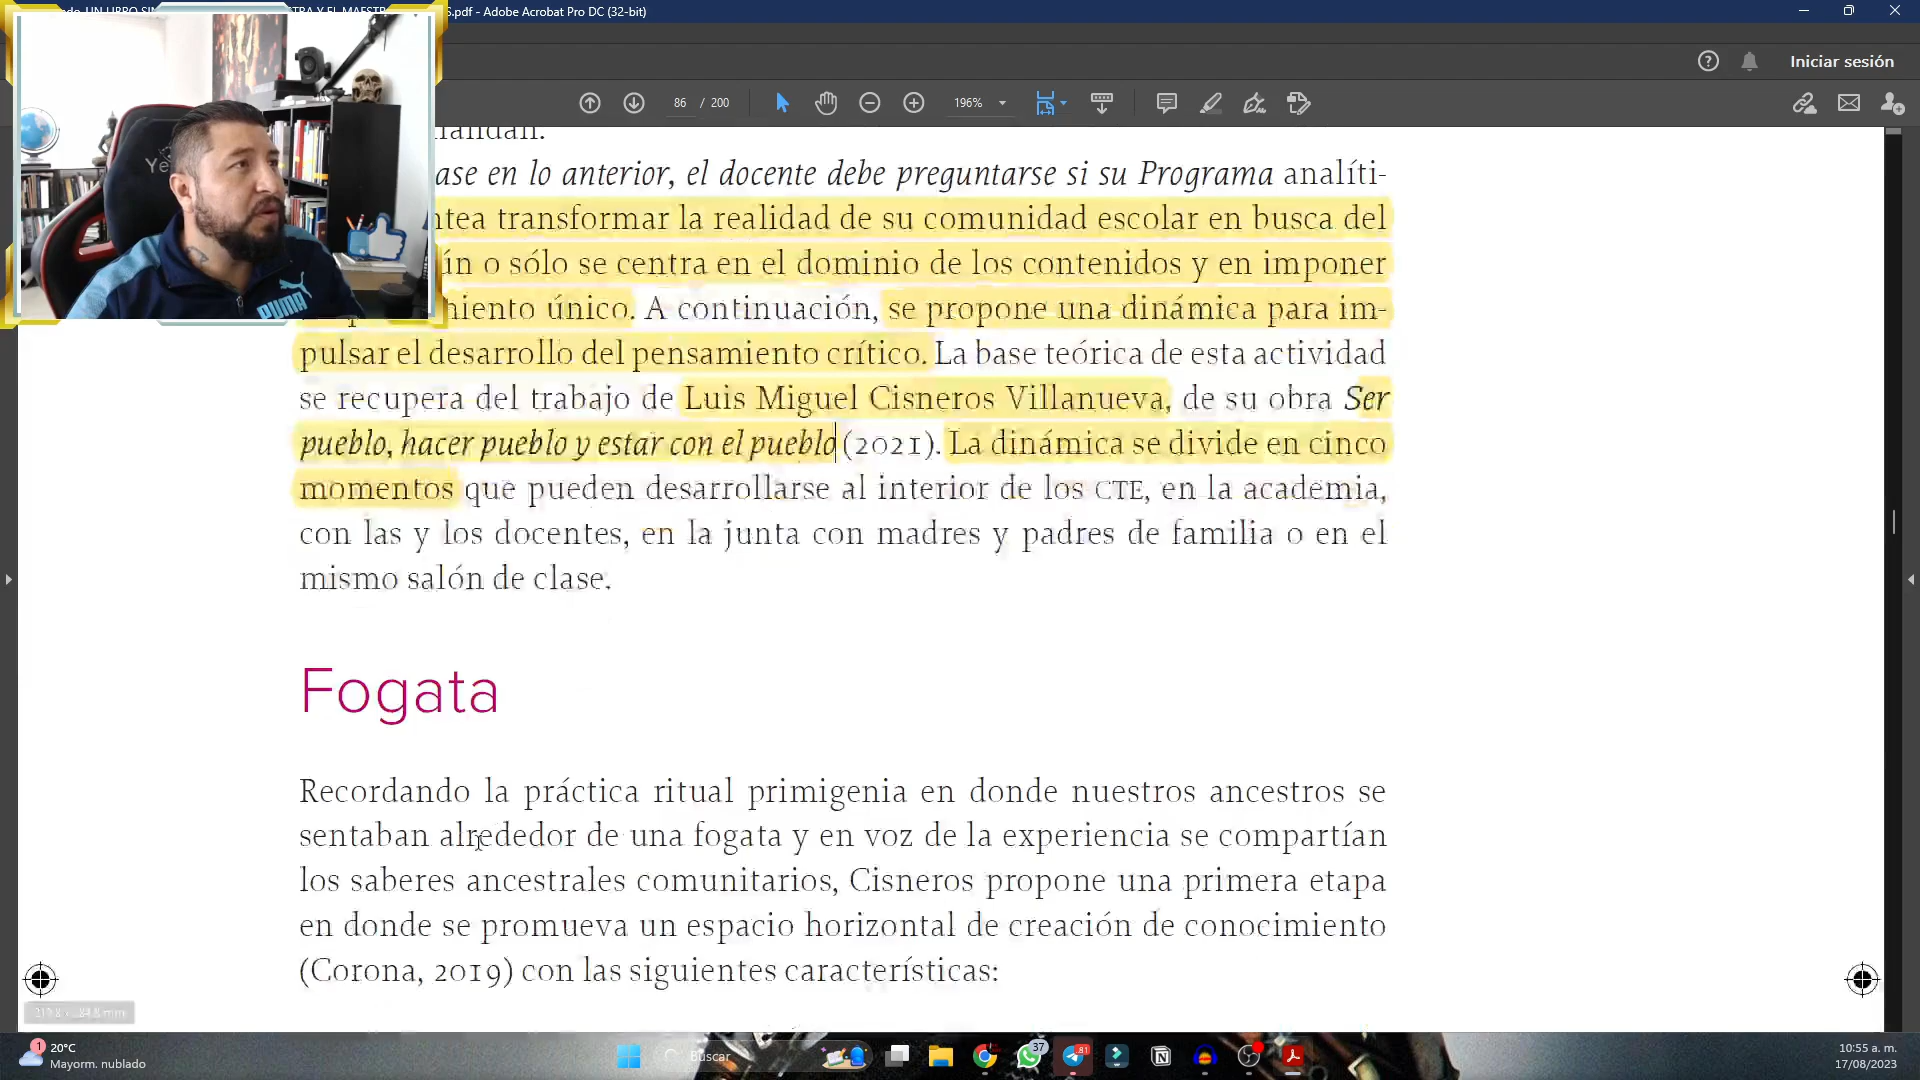 .pdf - Adobe Acrobat Pro DC (32-bit)
Iniciar sesión
86 / 200
196%
ase en lo anterior, el docente debe preguntarse si su Programa analíti-
ntea transformar la realidad de su comunidad escolar en busca del
ún o sólo se centra en el dominio de los contenidos y en imponer
miento único. A continuación, se propone una dinámica para im-
pulsar el desarrollo del pensamiento crítico. La base teórica de esta actividad
se recupera del trabajo de Luis Miguel Cisneros Villanueva, de su obra Ser
pueblo, hacer pueblo y estar con el pueblo (2021). La dinámica se divide en cinco
momentos que pueden desarrollarse al interior de los CTE, en la academia,
con las y los docentes, en la junta con madres y padres de familia o en el
mismo salón de clase.
Fogata
Recordando la práctica ritual primigenia en donde nuestros ancestros se
sentaban alrededor de una fogata y en voz de la experiencia se compartían
los saberes ancestrales comunitarios, Cisneros propone una primera etapa
en donde se promueva un espacio horizontal de creación de conocimiento
(Corona, 2019) con las siguientes características:
PUMA
1
20°C
Mayorm. nublado
Buscar
37
81
10:55 a. m.
17/08/2023